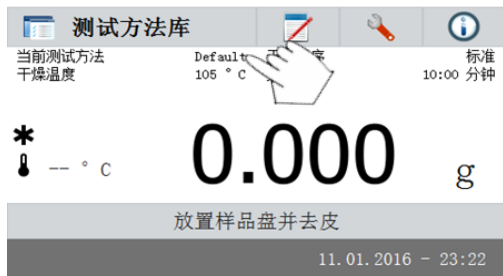 测试方法库
当前测试方法 Default 标准
干燥温度 105 °C 10:00 分钟
-- °C 0.000 g
放置样品盘并去皮
11.01.2016 - 23:22